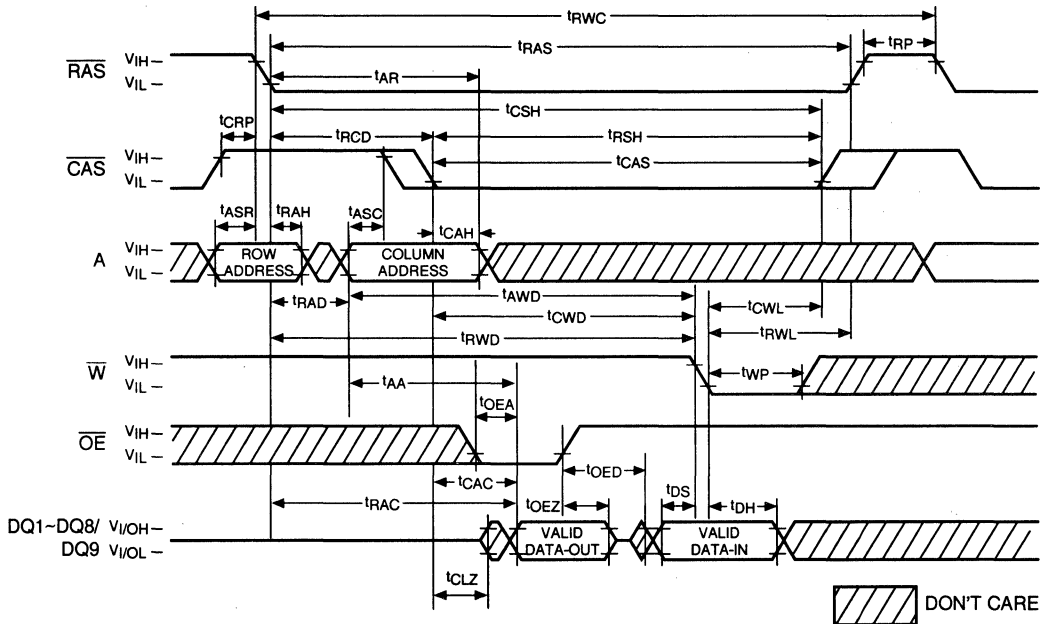 tRWC
tRAS
tRP
RAS
VIH
VIL
tAR
tCSH
tCRP
tRCD
tRSH
CAS
VIH
VIL
tCAS
tASR
tRAH
tASC
tCAH
A
VIH
VIL
ROW
ADDRESS
COLUMN
ADDRESS
tRAD
tAWD
tCWL
tCWD
tRWD
tRWL
W
VIH
VIL
tWP
tAA
tOEA
OE
VIH
VIL
tCAC
tOED
tRAC
tOEZ
tDS
tDH
DQ1~DQ8/
DQ9
VI/OH
VI/OL
VALID
DATA-OUT
VALID
DATA-IN
tCLZ
DON'T CARE